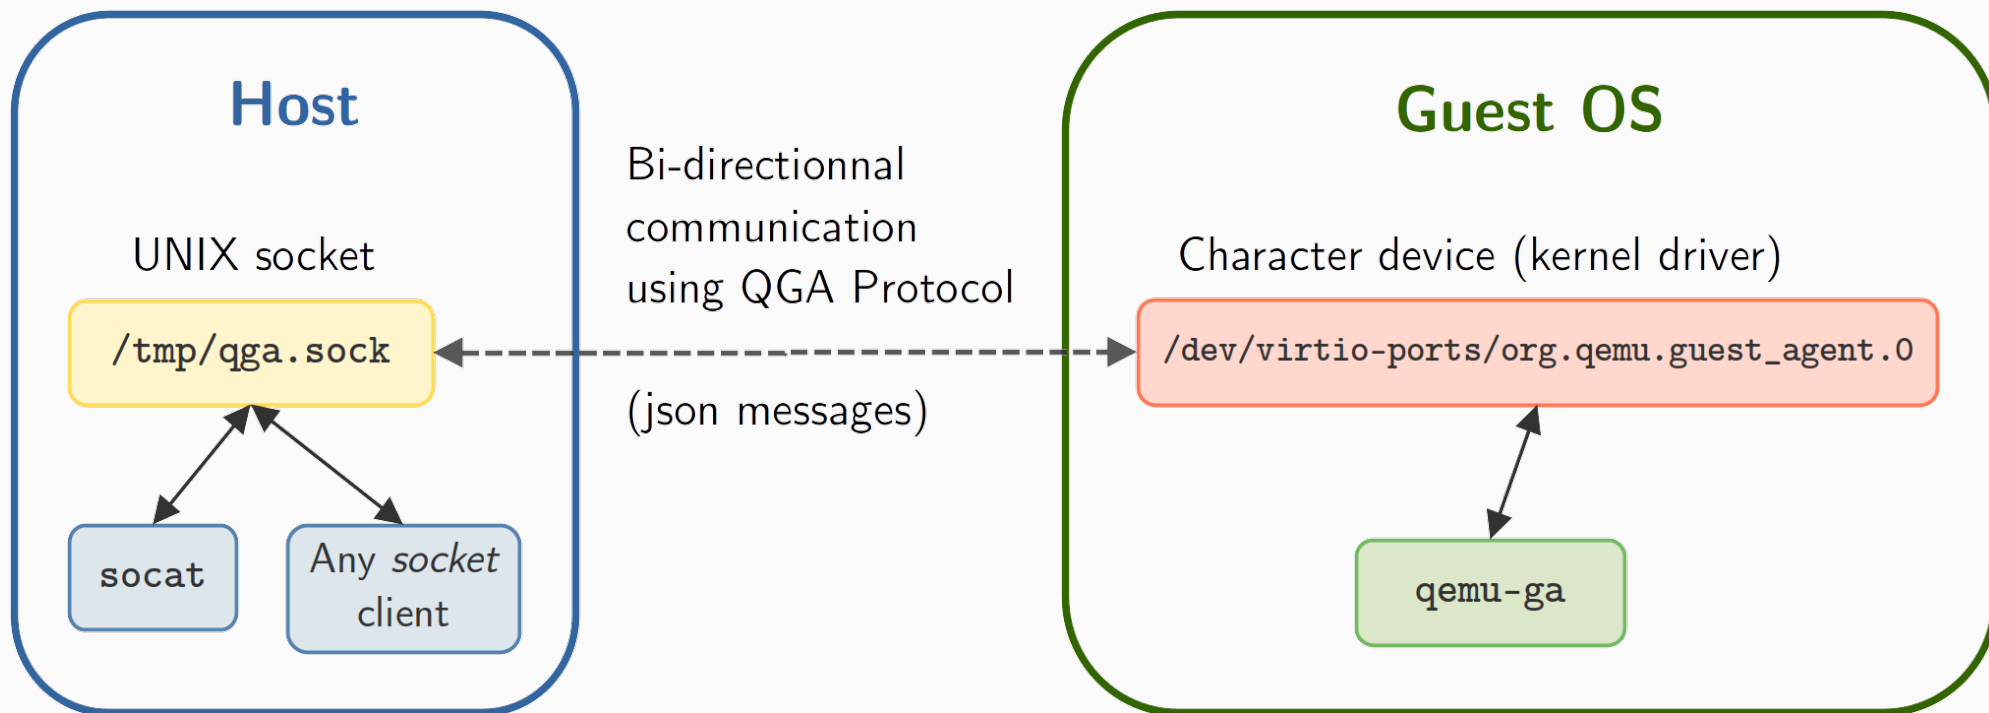 Host
UNIX socket
/tmp/qga.sock
socat
Any socket
client
Bi-directionnal
communication
using QGA Protocol
(json messages)
Guest OS
Character device (kernel driver)
/dev/virtio-ports/org.qemu.guest_agent.0
qemu-ga